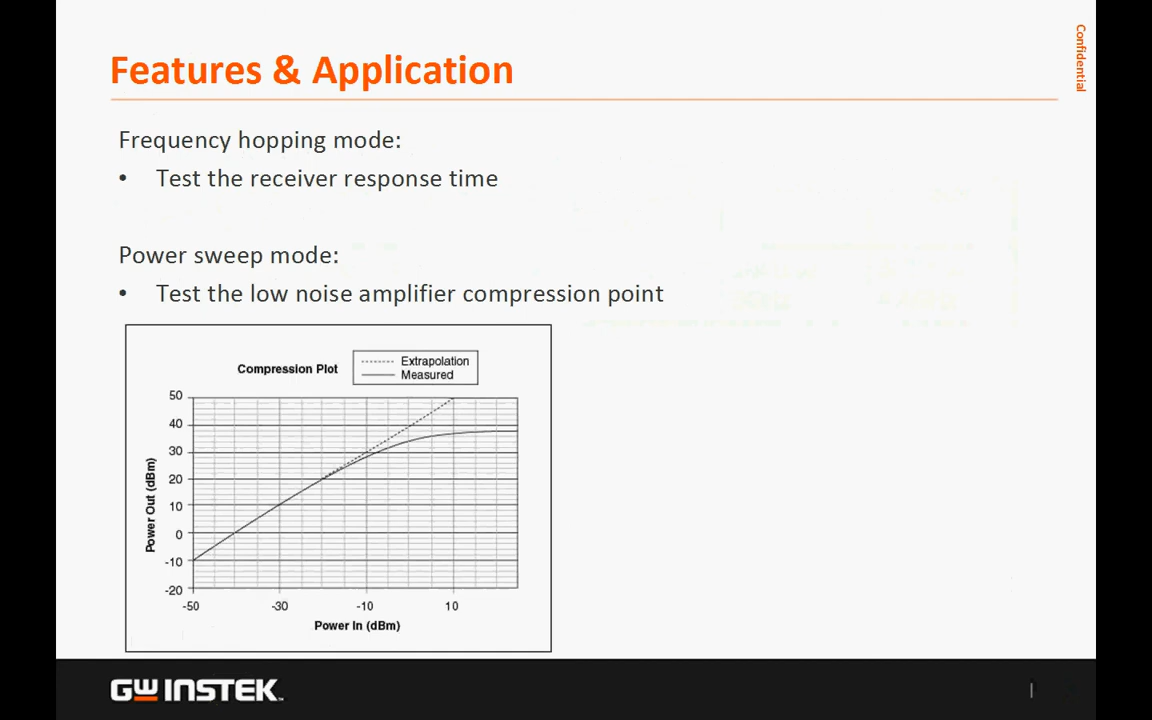 Confidential
Features & Application
Frequency hopping mode:
• Test the receiver response time
Power sweep mode:
• Test the low noise amplifier compression point
Compression Plot
Extrapolation
Measured
Power Out (dBm)
50
40
30
20
10
0
-10
-20
-50 -30 -10 10
Power In (dBm)
GW INSTEK